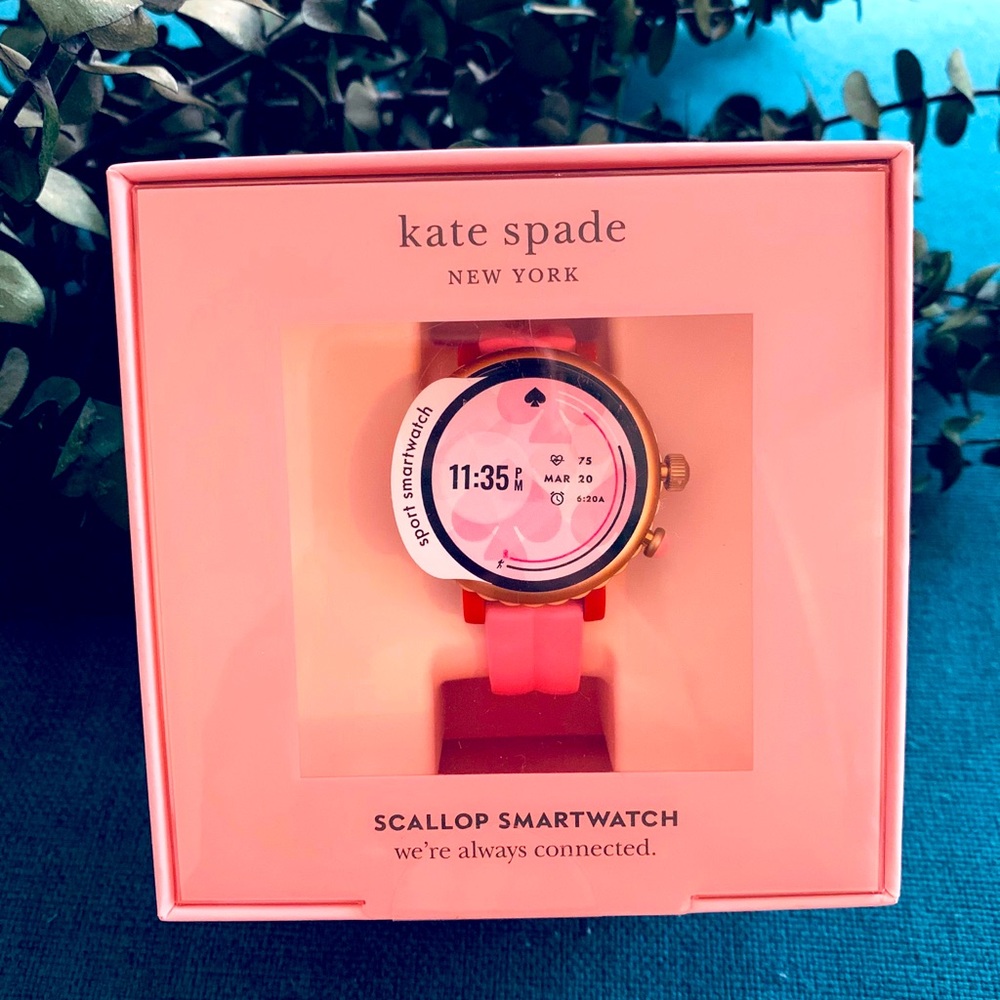 kate spade
NEW YORK
sport smartwatch
11:35 PM
75
MAR 20
6:20A
SCALLOP SMARTWATCH
we're always connected.